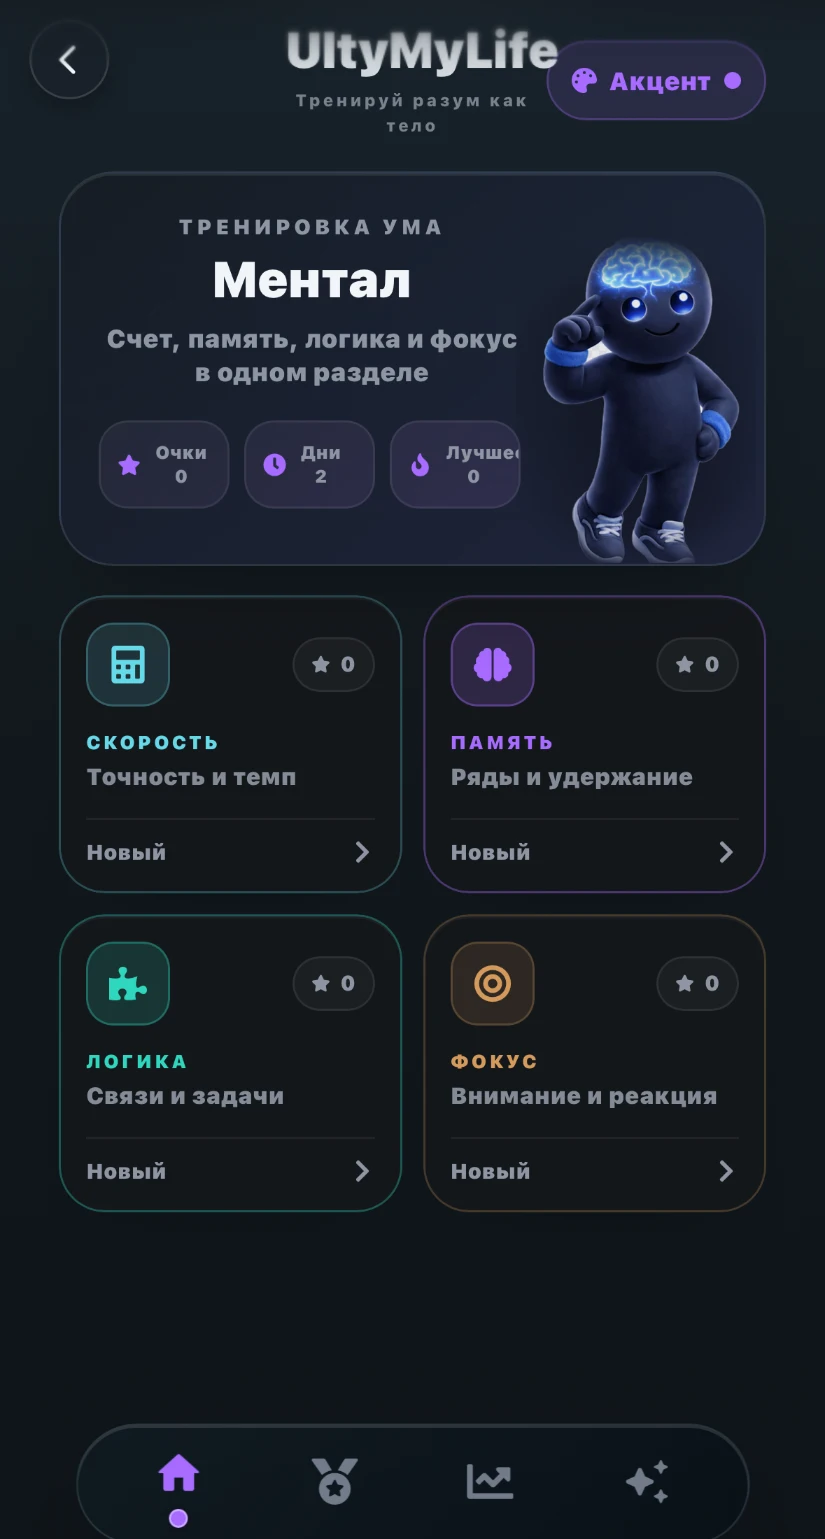 UltyMyLife
Тренируй разум как
тело
Акцент
ТРЕНИРОВКА УМА
Ментал
Счет, память, логика и фокус
в одном разделе
Очки
0
Дни
2
Лучшес
0
0
СКОРОСТЬ
Точность и темп
Новый
0
ПАМЯТЬ
Ряды и удержание
Новый
0
ЛОГИКА
Связи и задачи
Новый
0
ФОКУС
Внимание и реакция
Новый